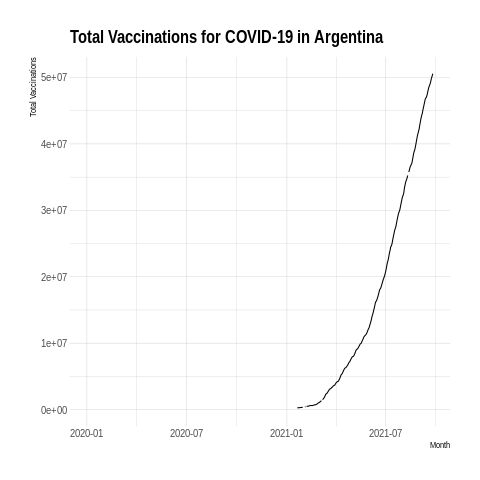 Total Vaccinations for COVID-19 in Argentina
Total Vaccinations
5e+07
4e+07
3e+07
2e+07
1e+07
0e+00
2020-01 2020-07 2021-01 2021-07
Month